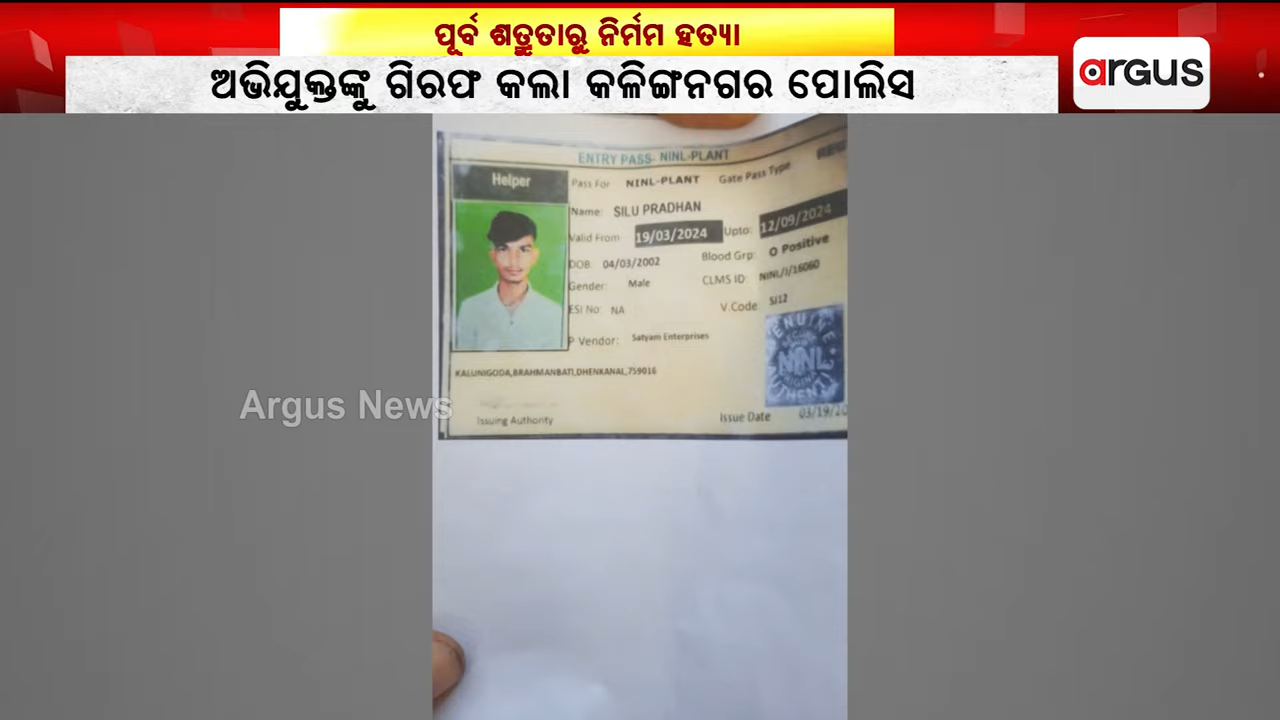 ପୂର୍ବ ଶତ୍ରୁତାରୁ ନିର୍ମମ ହତ୍ୟା
ଅଭିଯୁକ୍ତଙ୍କୁ ଗିରଫ କଲା କଳିଙ୍ଗନଗର ପୋଲିସ
argus
ENTRY PASS- NINL-PLANT
Helper
Pass For NINL-PLANT Gate Pass Type
Name: SILU PRADHAN
Valid From 19/03/2024 Upto: 12/09/2024
DOB: 04/03/2002 Blood Grp: O Positive
Gender: Male CLMS ID: NINL/J/16060
ESI No: NA V.Code: SJ12
P Vendor: Satyam Enterprises
NINL
KALUNIGODA,BRAHMANBATI,DHENKANAL,759016
Issuing Authority Issue Date 03/19/20
Argus News